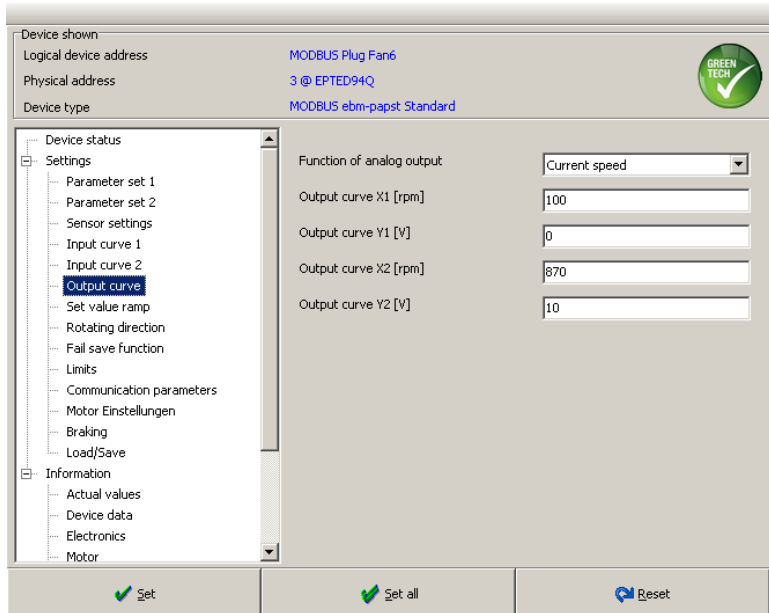 Device shown
Logical device address MODBUS Plug Fan6
Physical address 3 @ EPTED94Q
Device type MODBUS ebm-papst Standard
GREEN
TECH
Device status
Settings
Parameter set 1
Parameter set 2
Sensor settings
Input curve 1
Input curve 2
Output curve
Set value ramp
Rotating direction
Fail save function
Limits
Communication parameters
Motor Einstellungen
Braking
Load/Save
Information
Actual values
Device data
Electronics
Motor
Function of analog output Current speed
Output curve X1 [rpm] 100
Output curve Y1 [V] 0
Output curve X2 [rpm] 870
Output curve Y2 [V] 10
Set
Set all
Reset